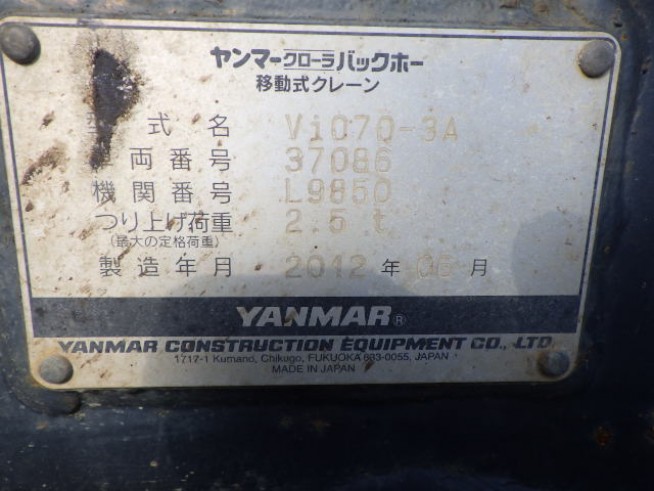 ヤンマークローラバックホー
移動式クレーン
型式名 ViO70-3A
車両番号 37086
機関番号 L9850
つり上げ荷重 2.5 t
(最大の定格荷重)
製造年月 2012 年 06 月
YANMAR®
YANMAR CONSTRUCTION EQUIPMENT CO., LTD.
1717-1 Kumano, Chikugo, FUKUOKA 833-0055, JAPAN
MADE IN JAPAN